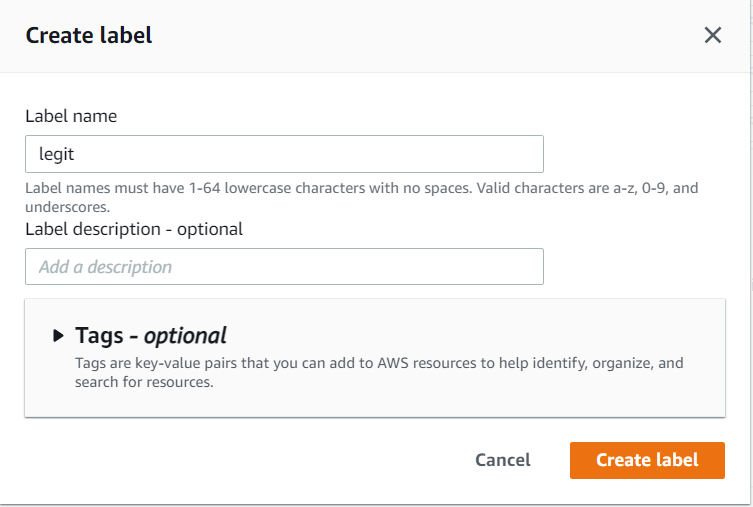 Create label
Label name
legit
Label names must have 1-64 lowercase characters with no spaces. Valid characters are a-z, 0-9, and
underscores.
Label description - optional
Add a description
Tags - optional
Tags are key-value pairs that you can add to AWS resources to help identify, organize, and
search for resources.
Cancel Create label